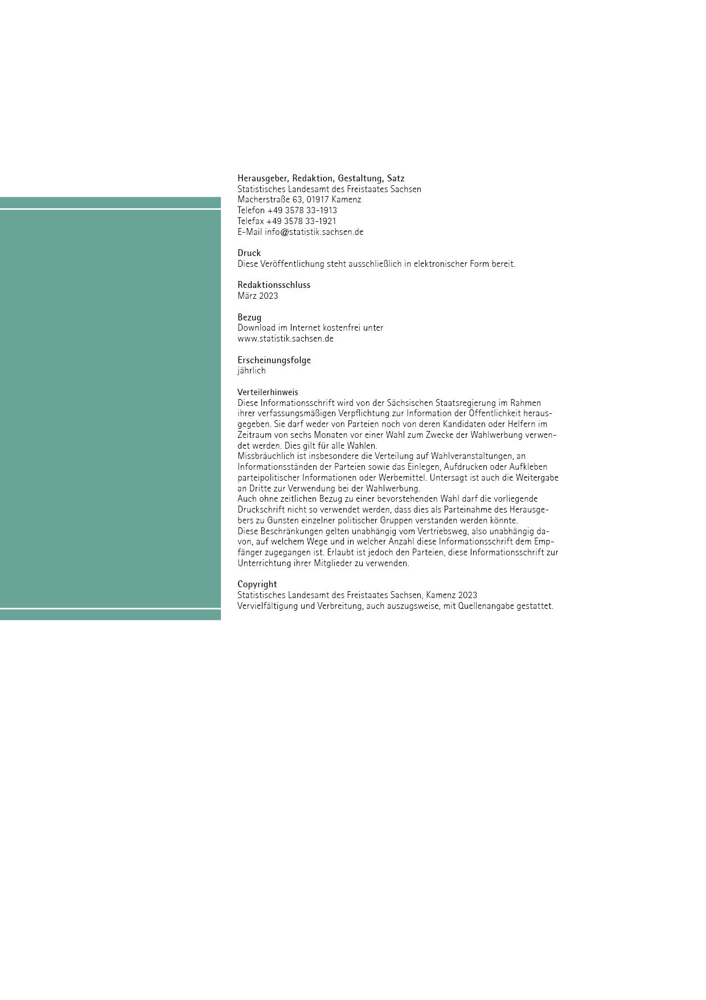 Herausgeber, Redaktion, Gestaltung, Satz
Statistisches Landesamt des Freistaates Sachsen
Macherstraße 63, 01917 Kamenz
Telefon +49 3578 33-1913
Telefax +49 3578 33-1921
E-Mail info@statistik.sachsen.de
Druck
Diese Veröffentlichung steht ausschließlich in elektronischer Form bereit.
Redaktionsschluss
März 2023
Bezug
Download im Internet kostenfrei unter
www.statistik.sachsen.de
Erscheinungsfolge
jährlich
Verteilerhinweis
Diese Informationsschrift wird von der Sächsischen Staatsregierung im Rahmen
ihrer verfassungsmäßigen Verpflichtung zur Information der Öffentlichkeit heraus-
gegeben. Sie darf weder von Parteien noch von deren Kandidaten oder Helfern im
Zeitraum von sechs Monaten vor einer Wahl zum Zwecke der Wahlwerbung verwen-
det werden. Dies gilt für alle Wahlen.
Missbräuchlich ist insbesondere die Verteilung auf Wahlveranstaltungen, an
Informationsständen der Parteien sowie das Einlegen, Aufdrucken oder Aufkleben
parteipolitischer Informationen oder Werbemittel. Untersagt ist auch die Weitergabe
an Dritte zur Verwendung bei der Wahlwerbung.
Auch ohne zeitlichen Bezug zu einer bevorstehenden Wahl darf die vorliegende
Druckschrift nicht so verwendet werden, dass dies als Parteinahme des Herausge-
bers zu Gunsten einzelner politischer Gruppen verstanden werden könnte.
Diese Beschränkungen gelten unabhängig vom Vertriebsweg, also unabhängig da-
von, auf welchem Wege und in welcher Anzahl diese Informationsschrift dem Emp-
fänger zugegangen ist. Erlaubt ist jedoch den Parteien, diese Informationsschrift zur
Unterrichtung ihrer Mitglieder zu verwenden.
Copyright
Statistisches Landesamt des Freistaates Sachsen, Kamenz 2023
Vervielfältigung und Verbreitung, auch auszugsweise, mit Quellenangabe gestattet.